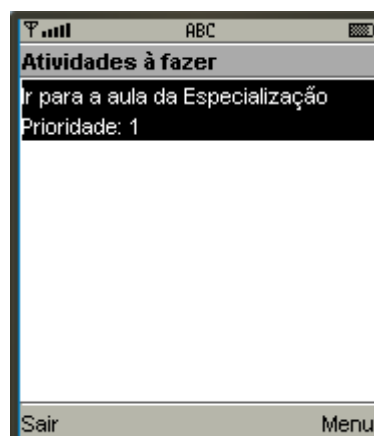 ABC
Atividades à fazer
Ir para a aula da Especialização
Prioridade: 1
Sair Menu